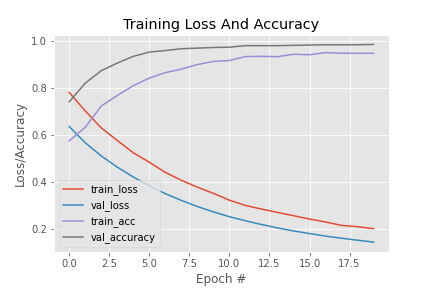 Training Loss And Accuracy
1.0
0.8
0.6
0.4
0.2
Loss/Accuracy
train_loss
val_loss
train_acc
val_accuracy
0.0 2.5 5.0 7.5 10.0 12.5 15.0 17.5
Epoch #